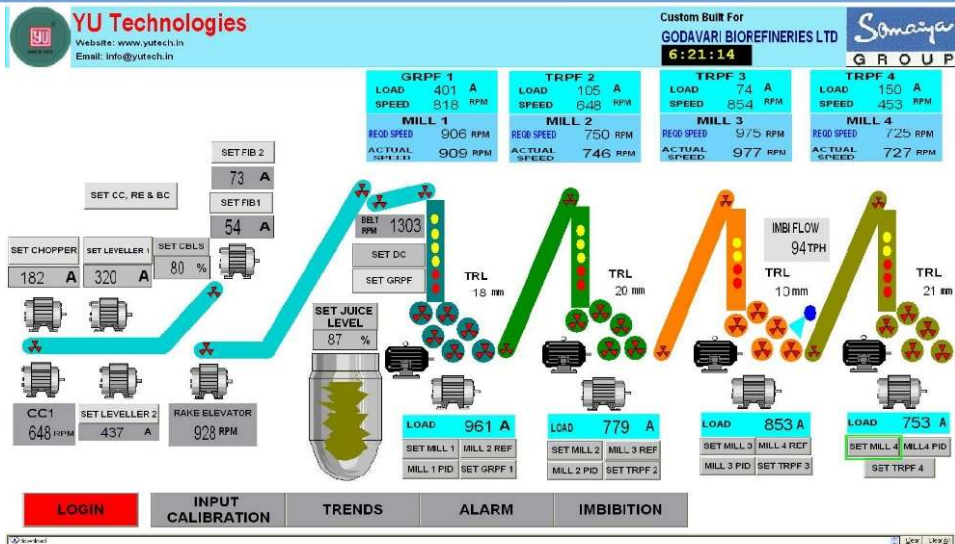 YU Technologies
Website: www.yutech.in
Email: info@yutech.in
YU
Custom Built For
GODAVARI BIOREFINERIES LTD
6:21:14
Somaiya
GROUP
GRPF 1
LOAD 401 A
SPEED 818 RPM
MILL 1
REQD SPEED 906 RPM
ACTUAL SPEED 909 RPM
TRPF 2
LOAD 105 A
SPEED 648 RPM
MILL 2
REQD SPEED 750 RPM
ACTUAL SPEED 746 RPM
TRPF 3
LOAD 74 A
SPEED 854 RPM
MILL 3
REQD SPEED 975 RPM
ACTUAL SPEED 977 RPM
TRPF 4
LOAD 150 A
SPEED 453 RPM
MILL 4
REQD SPEED 725 RPM
ACTUAL SPEED 727 RPM
SET FIB 2
73 A
SET CC, RE & BC
SET FIB1
54 A
SET CHOPPER
182 A
SET LEVELLER 1
320 A
SET CBLS
80 %
BELT RPM 1303
SET DC
SET GRPF
IMBI FLOW
94 TPH
TRL
18 mm
TRL
20 mm
TRL
10 mm
TRL
21 mm
SET JUICE
LEVEL
87 %
CC1
648 RPM
SET LEVELLER 2
437 A
RAKE ELEVATOR
928 RPM
LOAD 961 A
SET MILL 1 MILL 2 REF
MILL 1 PID SET GRPF 1
LOAD 779 A
SET MILL 2 MILL 3 REF
MILL 2 PID SET TRPF 2
LOAD 853 A
SET MILL 3 MILL 4 REF
MILL 3 PID SET TRPF 3
LOAD 753 A
SET MILL 4 MILL4 PID
SET TRPF 4
LOGIN
INPUT
CALIBRATION
TRENDS
ALARM
IMBIBITION